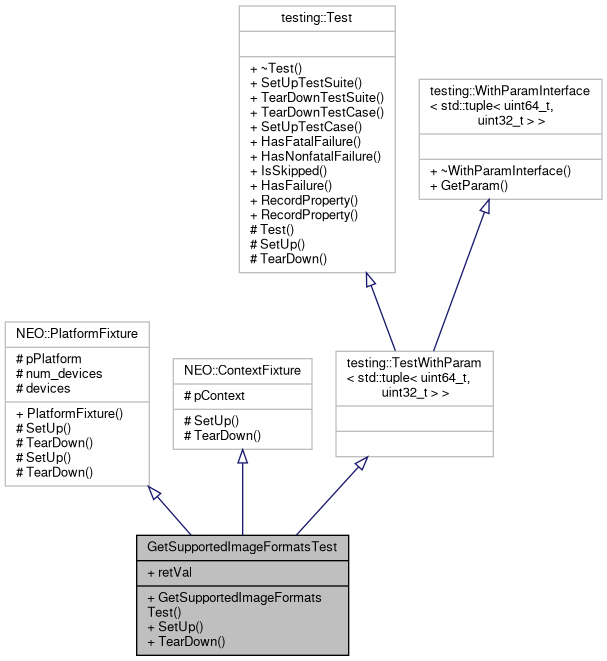 testing::Test
+ ~Test()
+ SetUpTestSuite()
+ TearDownTestSuite()
+ TearDownTestCase()
+ SetUpTestCase()
+ HasFatalFailure()
+ HasNonfatalFailure()
+ IsSkipped()
+ HasFailure()
+ RecordProperty()
+ RecordProperty()
# Test()
# SetUp()
# TearDown()
testing::WithParamInterface
< std::tuple< uint64_t,
uint32_t > >
+ ~WithParamInterface()
+ GetParam()
NEO::PlatformFixture
# pPlatform
# num_devices
# devices
+ PlatformFixture()
# SetUp()
# TearDown()
# SetUp()
# TearDown()
NEO::ContextFixture
# pContext
# SetUp()
# TearDown()
testing::TestWithParam
< std::tuple< uint64_t,
uint32_t > >
GetSupportedImageFormatsTest
+ retVal
+ GetSupportedImageFormats
Test()
+ SetUp()
+ TearDown()